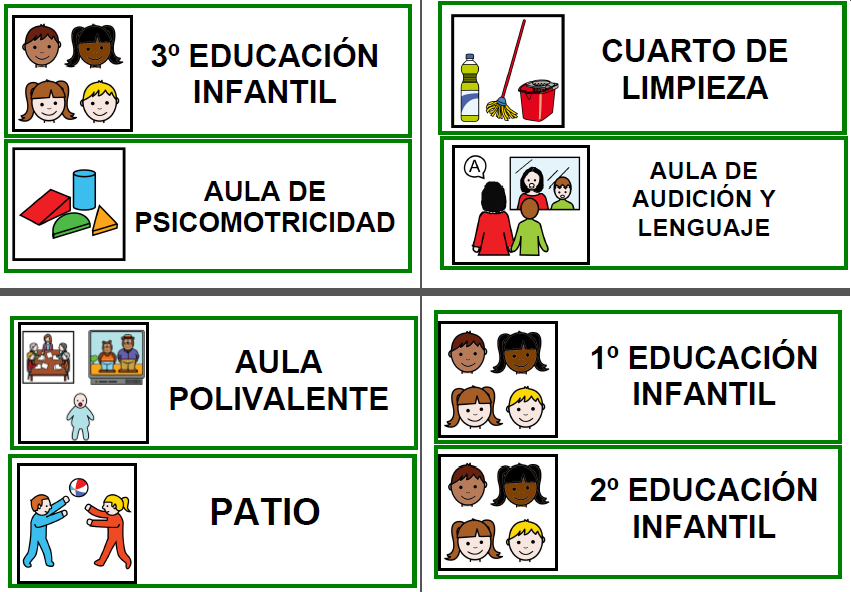 3º EDUCACIÓN
INFANTIL
AULA DE
PSICOMOTRICIDAD
CUARTO DE
LIMPIEZA
A
AULA DE
AUDICIÓN Y
LENGUAJE
AULA
POLIVALENTE
PATIO
1º EDUCACIÓN
INFANTIL
2º EDUCACIÓN
INFANTIL